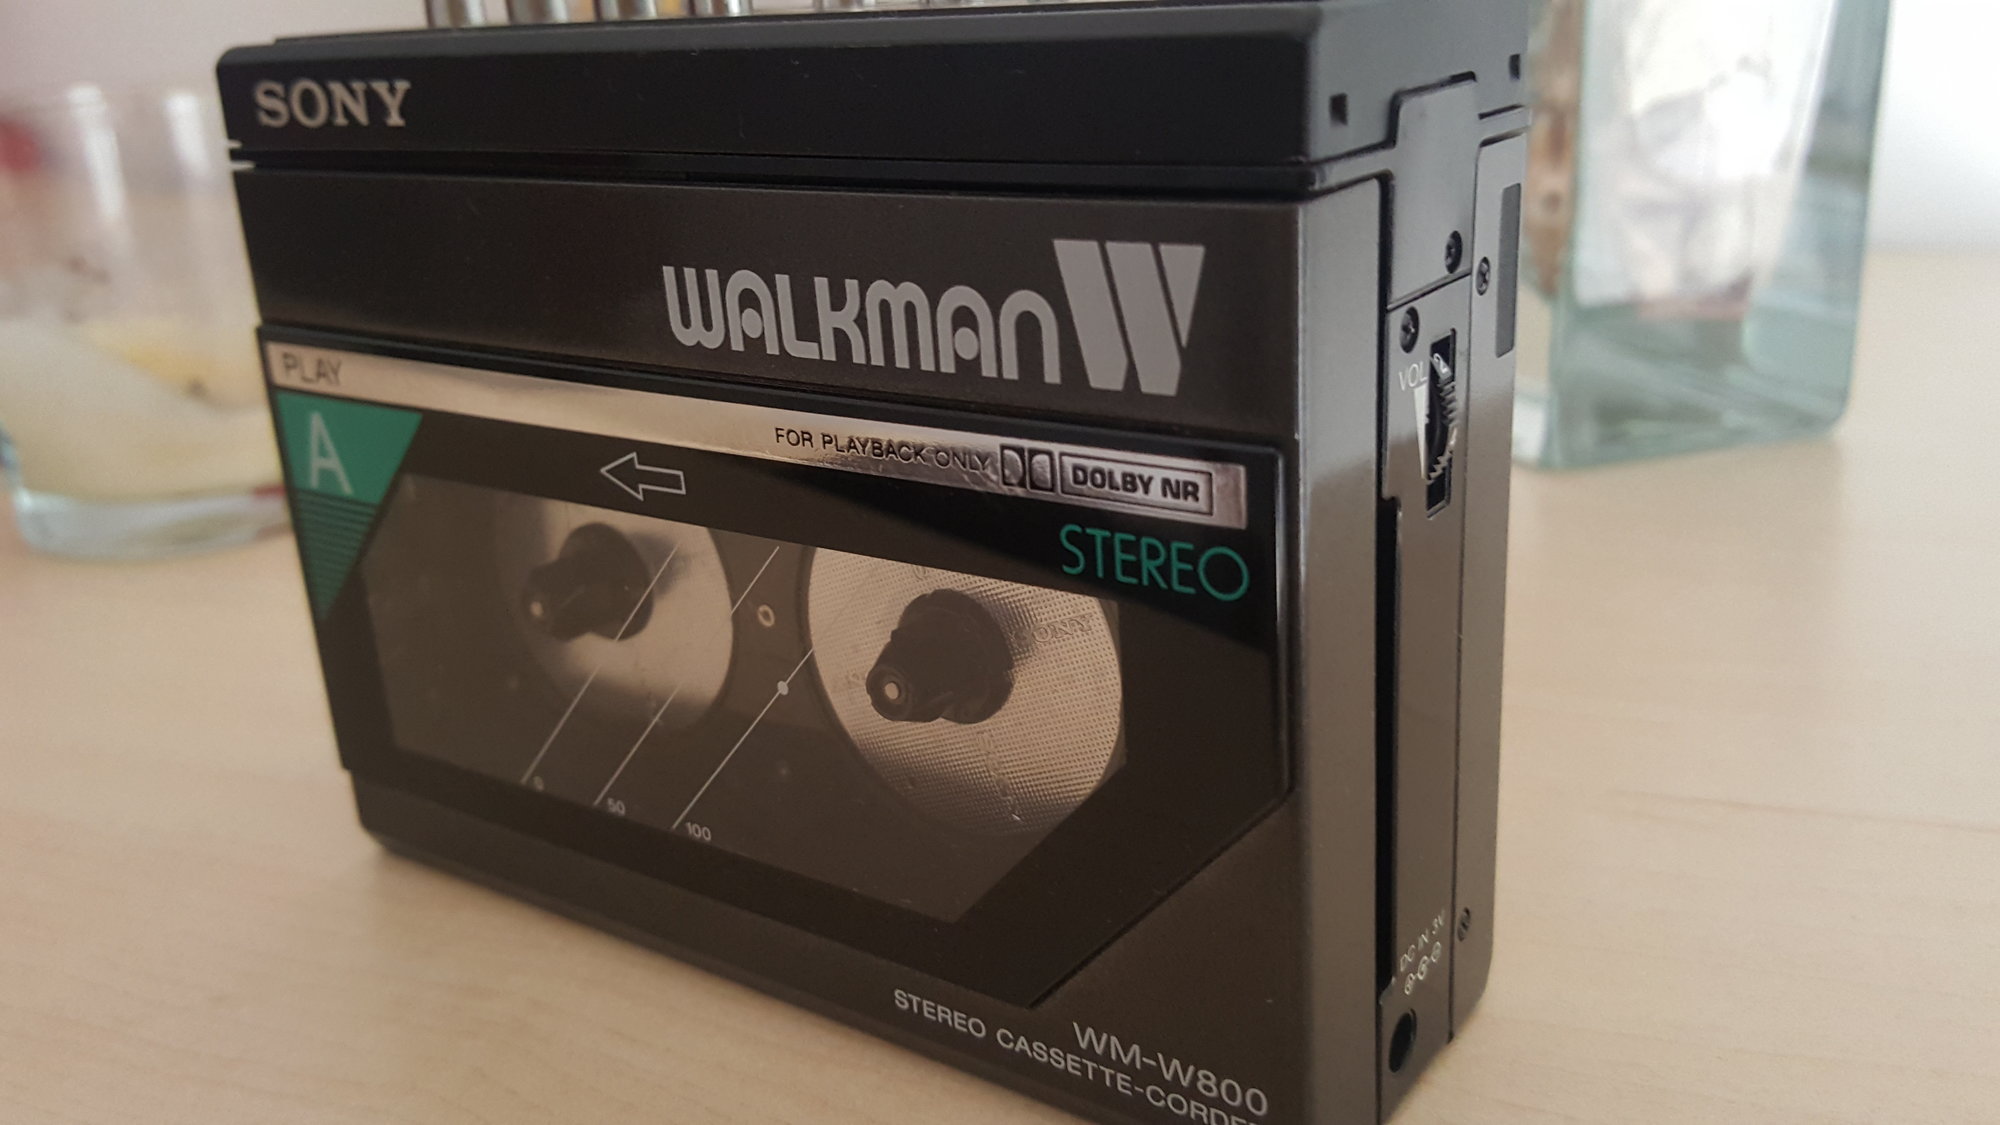 SONY
WALKMAN W
PLAY
A
FOR PLAYBACK ONLY DOLBY NR
STEREO
VOL
SONY
0
50
100
DC IN 3V
WM-W800
STEREO CASSETTE-CORDER